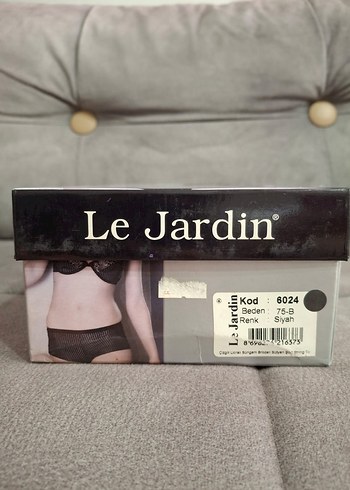 Le Jardin®
Le Jardin
Kod : 6024
Beden : 75-B
Renk : Siyah